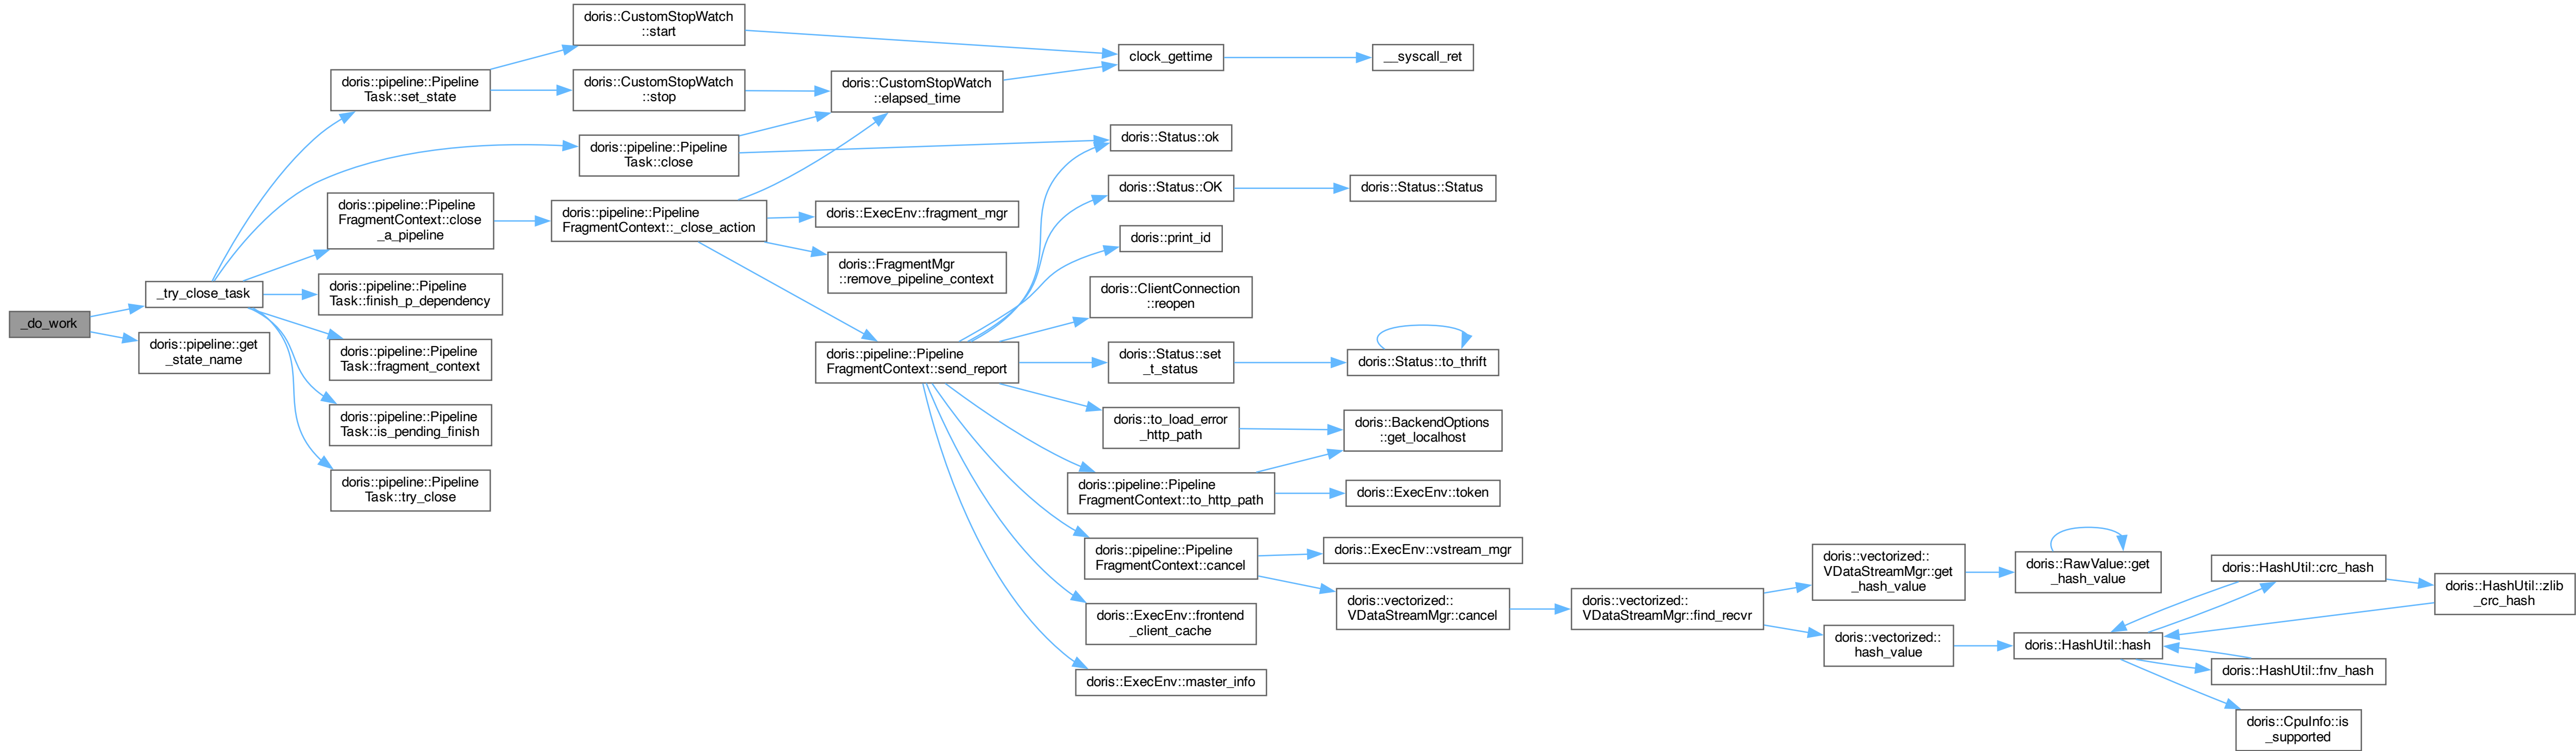 _do_work
_try_close_task
doris::pipeline::get
_state_name
doris::pipeline::Pipeline
Task::set_state
doris::CustomStopWatch
::start
doris::CustomStopWatch
::stop
doris::CustomStopWatch
::elapsed_time
clock_gettime
__syscall_ret
doris::pipeline::Pipeline
Task::close
doris::Status::ok
doris::pipeline::Pipeline
FragmentContext::close
_a_pipeline
doris::pipeline::Pipeline
FragmentContext::_close_action
doris::ExecEnv::fragment_mgr
doris::FragmentMgr
::remove_pipeline_context
doris::pipeline::Pipeline
FragmentContext::send_report
doris::Status::OK
doris::Status::Status
doris::print_id
doris::ClientConnection
::reopen
doris::Status::set
_t_status
doris::Status::to_thrift
doris::to_load_error
_http_path
doris::BackendOptions
::get_localhost
doris::pipeline::Pipeline
FragmentContext::to_http_path
doris::ExecEnv::token
doris::pipeline::Pipeline
FragmentContext::cancel
doris::ExecEnv::vstream_mgr
doris::vectorized::
VDataStreamMgr::cancel
doris::vectorized::
VDataStreamMgr::find_recvr
doris::vectorized::
VDataStreamMgr::get
_hash_value
doris::RawValue::get
_hash_value
doris::vectorized::
hash_value
doris::HashUtil::hash
doris::HashUtil::crc_hash
doris::HashUtil::zlib
_crc_hash
doris::HashUtil::fnv_hash
doris::CpuInfo::is
_supported
doris::ExecEnv::frontend
_client_cache
doris::ExecEnv::master_info
doris::pipeline::Pipeline
Task::finish_p_dependency
doris::pipeline::Pipeline
Task::fragment_context
doris::pipeline::Pipeline
Task::is_pending_finish
doris::pipeline::Pipeline
Task::try_close